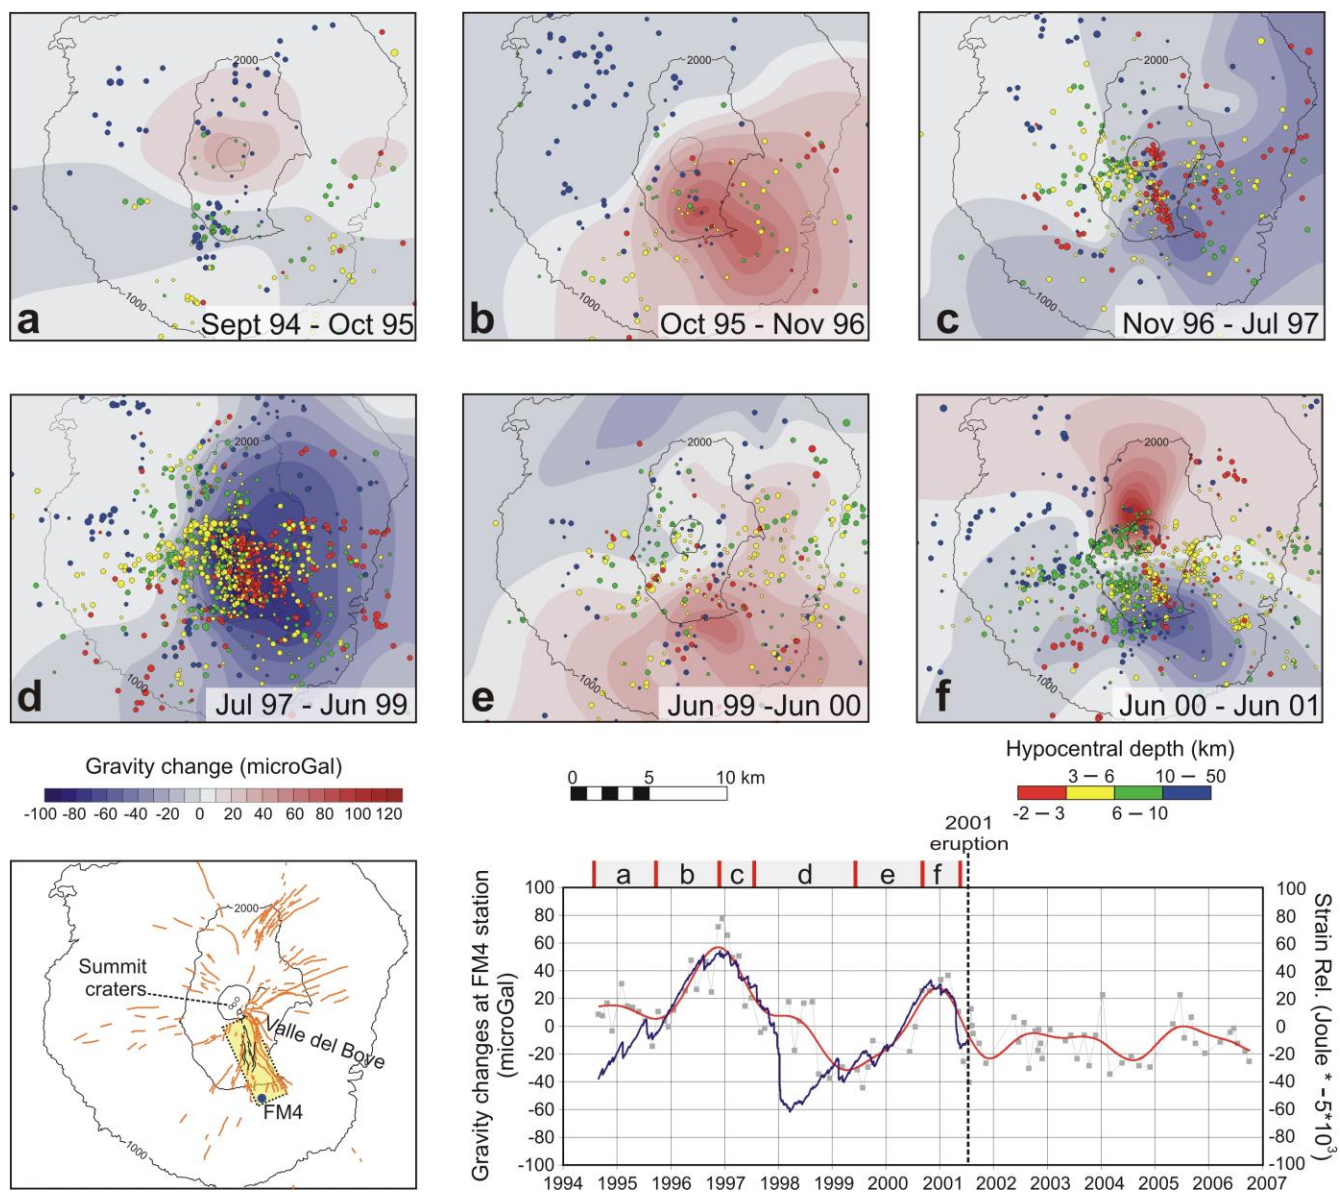 2000
1000
a
Sept 94 - Oct 95
2000
1000
b
Oct 95 - Nov 96
2000
1000
c
Nov 96 - Jul 97
2000
1000
d
Jul 97 - Jun 99
2000
1000
e
Jun 99 -Jun 00
2000
1000
f
Jun 00 - Jun 01
Gravity change (microGal)
-100 -80 -60 -40 -20 0 20 40 60 80 100 120
0 5 10 km
Hypocentral depth (km)
3 – 6 10 – 50
-2 – 3 6 – 10
2000
Summit
craters
Valle del Bove
FM4
1000
2001
eruption
a b c d e f
Gravity changes at FM4 station
(microGal)
100
80
60
40
20
0
-20
-40
-60
-80
-100
100
80
60
40
20
0
-20
-40
-60
-80
-100
Strain Rel. (Joule * -5*10³)
1994 1995 1996 1997 1998 1999 2000 2001 2002 2003 2004 2005 2006 2007